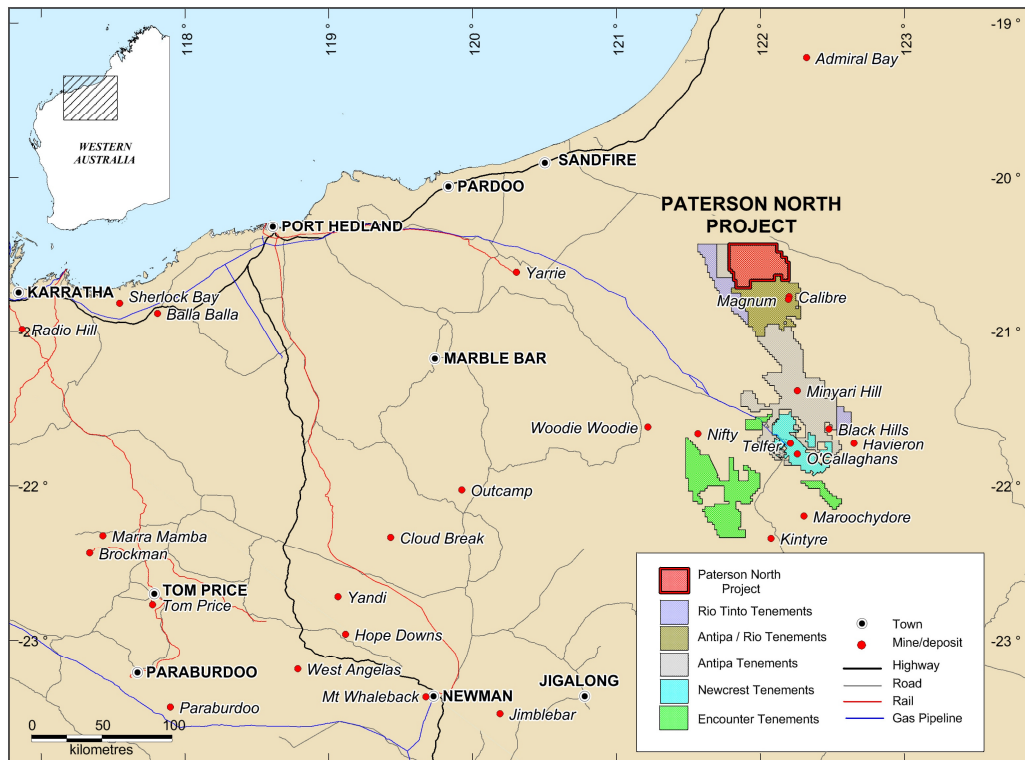 118 °
119 °
120 °
121 °
122 °
123 °
-19 °
-20 °
-21 °
-22 °
-23 °
-21 °
-22 °
-23 °
WESTERN
AUSTRALIA
Admiral Bay
SANDFIRE
PARDOO
PORT HEDLAND
PATERSON NORTH
PROJECT
Yarrie
KARRATHA
Sherlock Bay
Balla Balla
Radio Hill
Magnum
Calibre
MARBLE BAR
Minyari Hill
Woodie Woodie
Nifty
Telfer
Black Hills
Havieron
O'Callaghans
Outcamp
Maroochydore
Kintyre
Marra Mamba
Brockman
Cloud Break
TOM PRICE
Tom Price
Yandi
Hope Downs
PARABURDOO
West Angelas
Paraburdoo
Mt Whaleback
NEWMAN
JIGALONG
Jimblebar
0 50 100
kilometres
Paterson North
Project
Rio Tinto Tenements
Antipa / Rio Tenements
Antipa Tenements
Newcrest Tenements
Encounter Tenements
Town
Mine/deposit
Highway
Road
Rail
Gas Pipeline